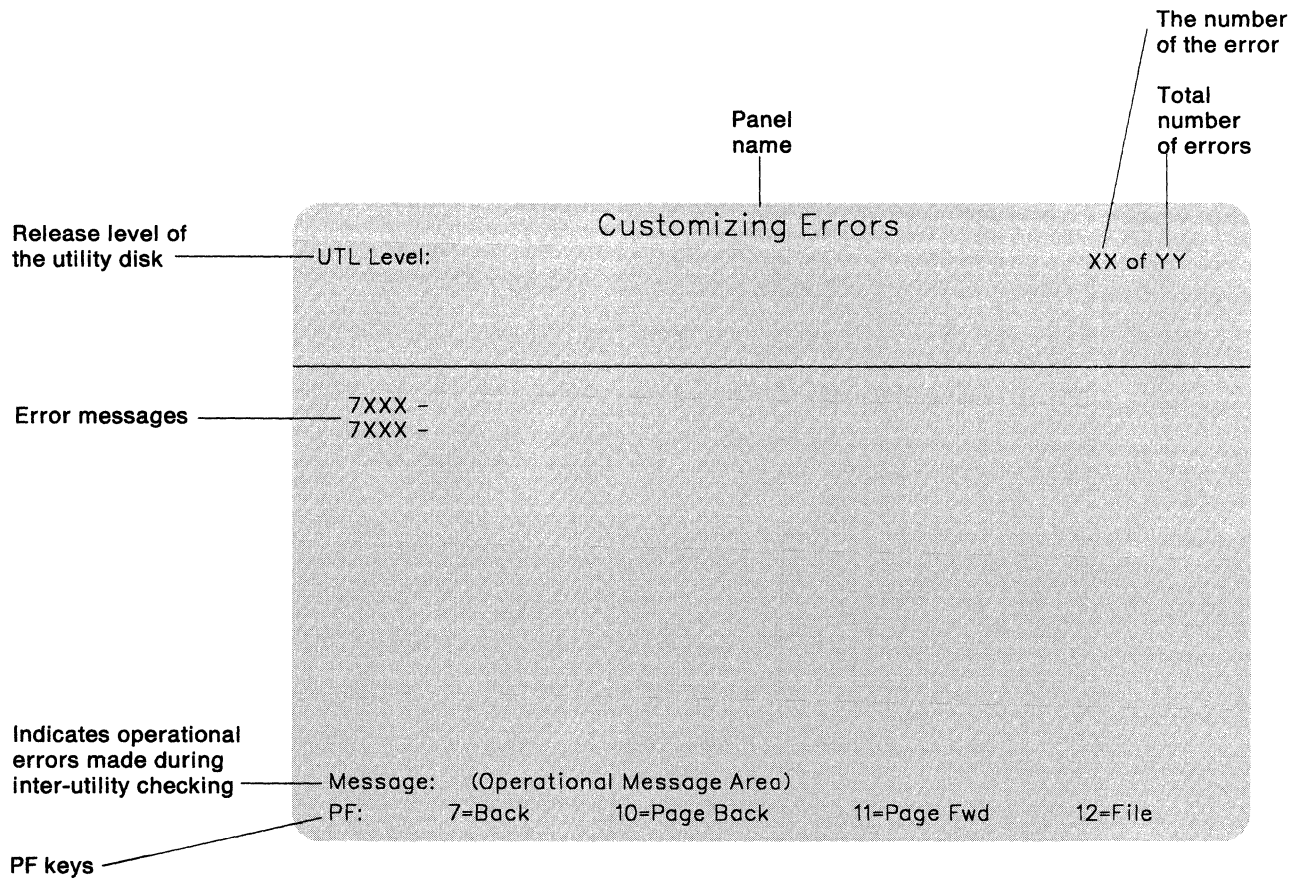 The number
of the error
Total
number
of errors
Panel
name
Customizing Errors
Release level of
the utility disk
UTL Level:
XX of YY
Error messages
7XXX –
7XXX –
Indicates operational
errors made during
inter-utility checking
Message: (Operational Message Area)
PF: 7=Back 10=Page Back 11=Page Fwd 12=File
PF keys